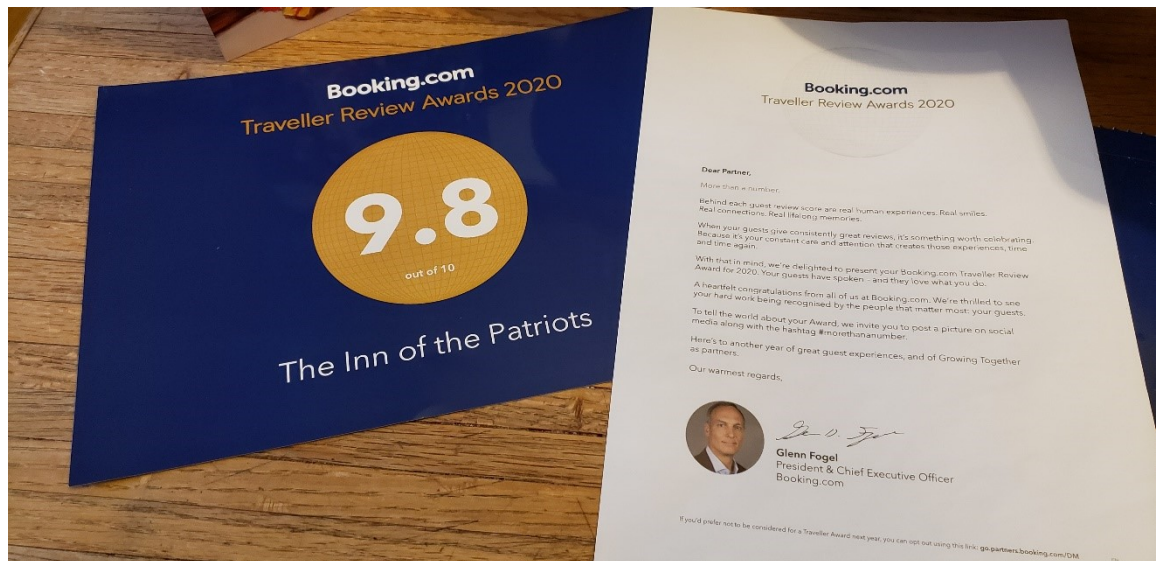 Booking.com
Traveller Review Awards 2020
9.8
out of 10
The Inn of the Patriots
Booking.com
Traveller Review Awards 2020
Dear Partner,
More than a number.
Behind each guest review score are real human experiences. Real smiles.
Real connections. Real lifelong memories.
When your guests give consistently great reviews, it's something worth celebrating.
Because it's your constant care and attention that creates those experiences, time
and time again.
With that in mind, we're delighted to present your Booking.com Traveller Review
Award for 2020. Your guests have spoken – and they love what you do.
A heartfelt congratulations from all of us at Booking.com. We're thrilled to see
your hard work being recognised by the people that matter most: your guests.
To tell the world about your Award, we invite you to post a picture on social
media along with the hashtag #morethananumber.
Here's to another year of great guest experiences, and of Growing Together
as partners.
Our warmest regards,
Glenn Fogel
President & Chief Executive Officer
Booking.com
If you'd prefer not to be considered for a Traveller Award next year, you can opt out using this link: go.partners.booking.com/DM